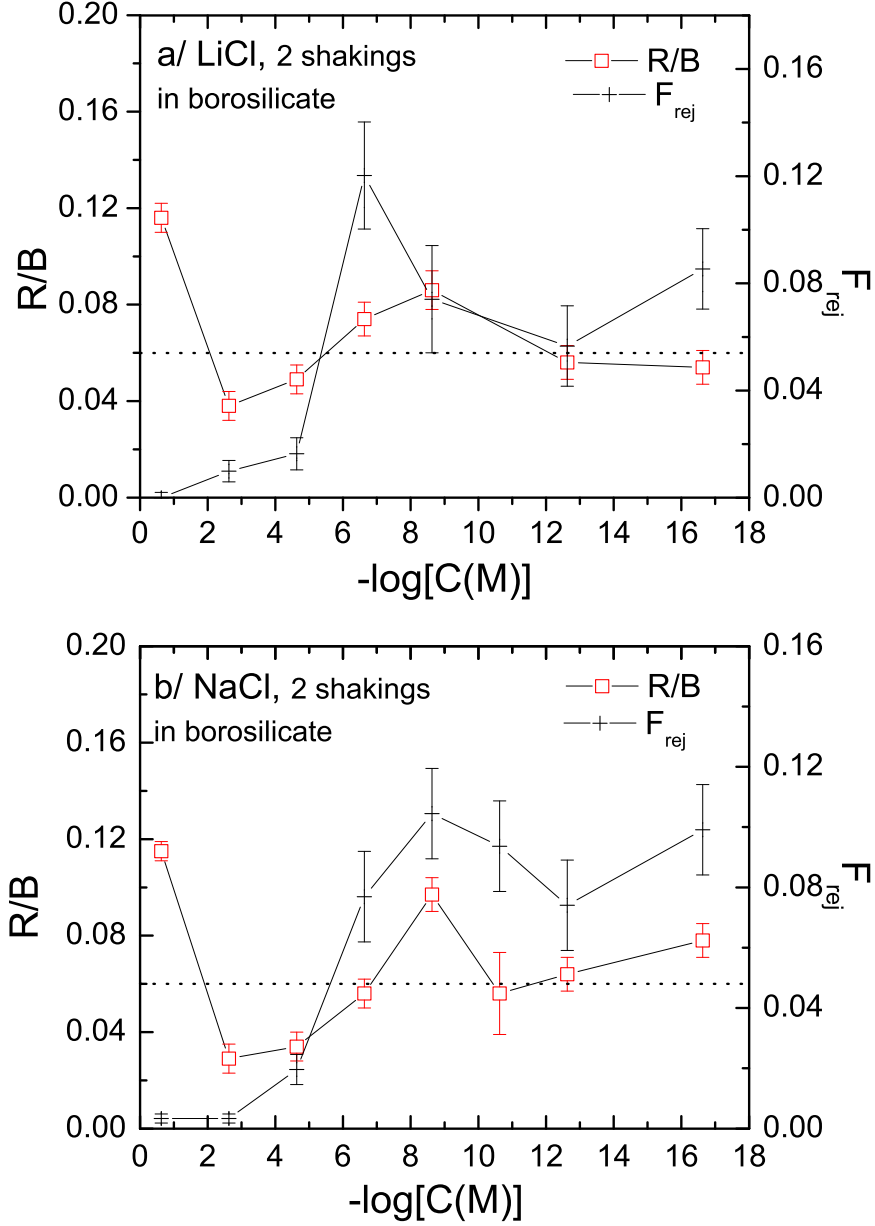 a/ LiCl, 2 shakings
in borosilicate
R/B
F_rej
0.20
0.16
0.12
0.08
0.04
0.00
R/B
0.16
0.12
0.08
0.04
0.00
F_rej
0 2 4 6 8 10 12 14 16 18
-log[C(M)]
b/ NaCl, 2 shakings
in borosilicate
R/B
F_rej
0.20
0.16
0.12
0.08
0.04
0.00
R/B
0.16
0.12
0.08
0.04
0.00
F_rej
0 2 4 6 8 10 12 14 16 18
-log[C(M)]